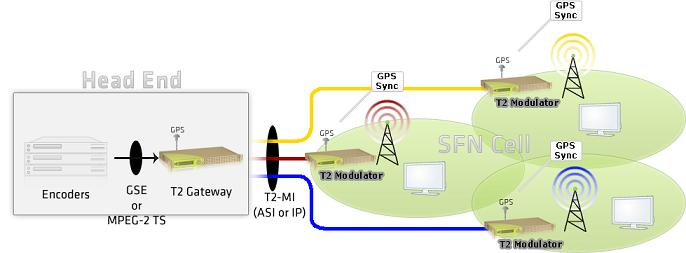 Head End
GPS
Encoders
GSE
or
MPEG-2 TS
T2 Gateway
T2-MI
(ASI or IP)
GPS
Sync
GPS
T2 Modulator
SFN Cell
GPS
Sync
GPS
T2 Modulator
GPS
Sync
GPS
T2 Modulator